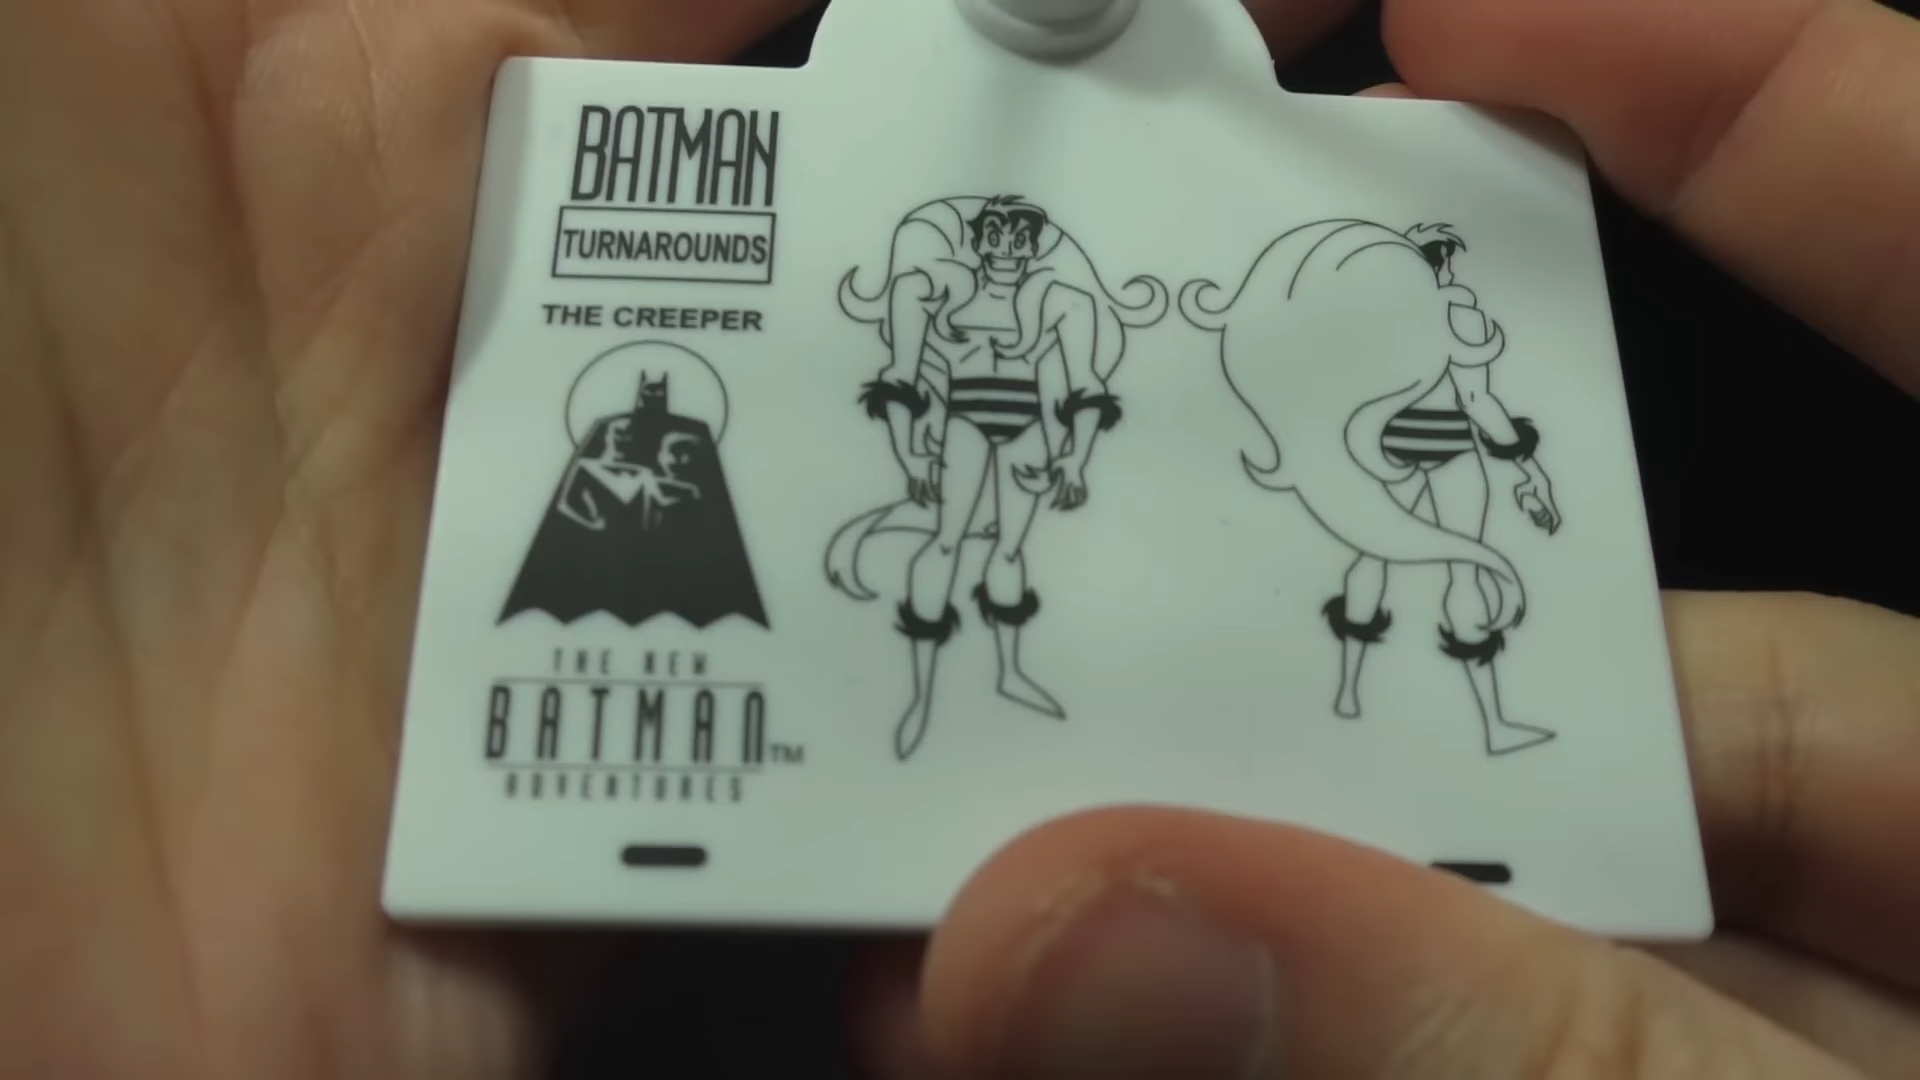 BATMAN
TURNAROUNDS
THE CREEPER
THE NEW
BATMAN™
ADVENTURES